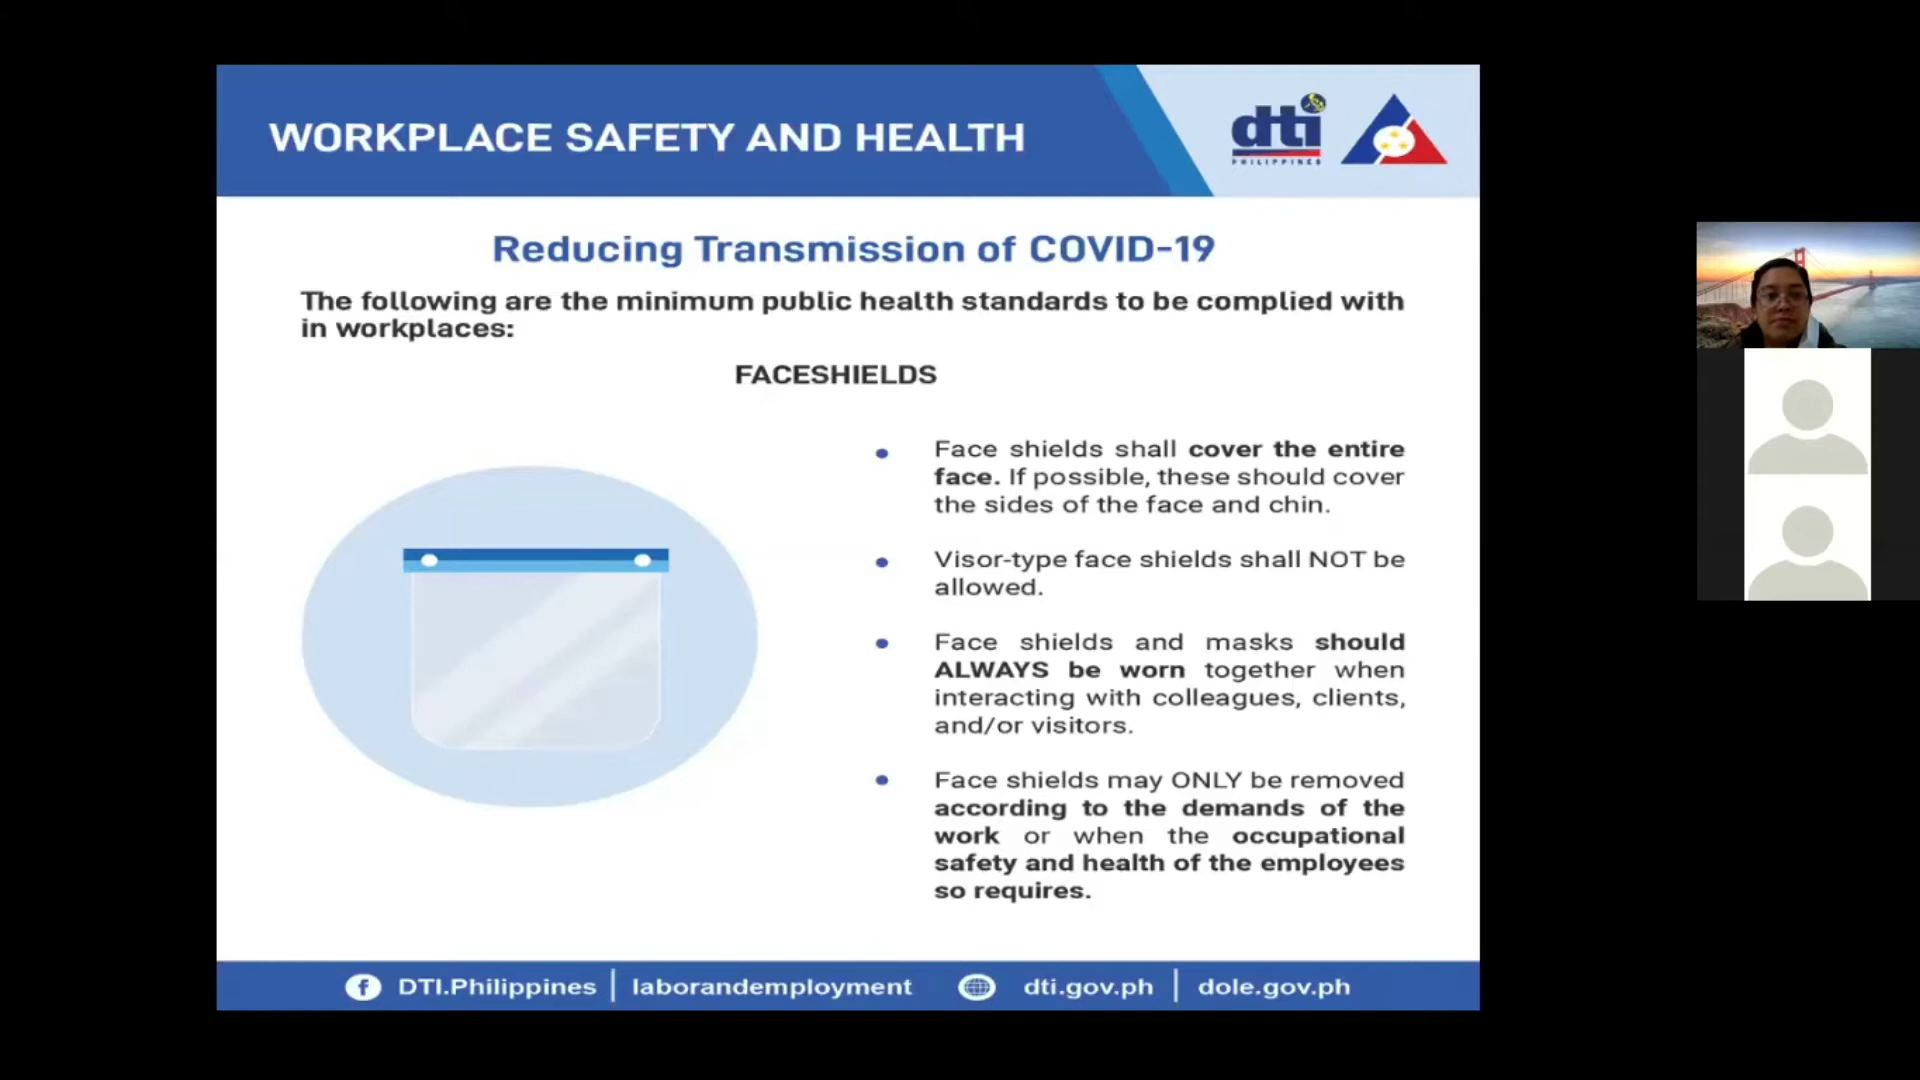 WORKPLACE SAFETY AND HEALTH
dti
PHILIPPINES
Reducing Transmission of COVID-19
The following are the minimum public health standards to be complied with
in workplaces:
FACESHIELDS
Face shields shall cover the entire
face. If possible, these should cover
the sides of the face and chin.
Visor-type face shields shall NOT be
allowed.
Face shields and masks should
ALWAYS be worn together when
interacting with colleagues, clients,
and/or visitors.
Face shields may ONLY be removed
according to the demands of the
work or when the occupational
safety and health of the employees
so requires.
DTI.Philippines | laborandemployment dti.gov.ph | dole.gov.ph